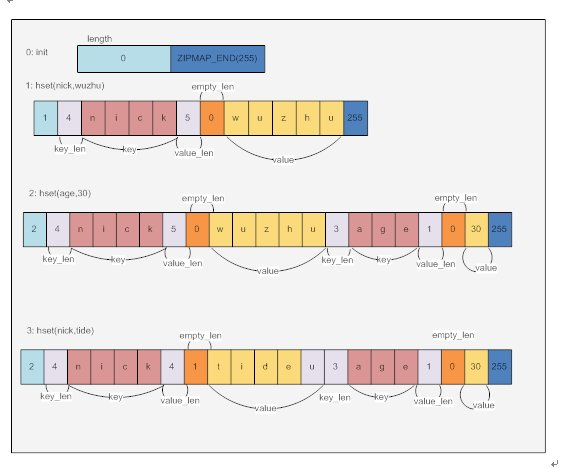 length
0: init
0 ZIPMAP_END(255)
1: hset(nick,wuzhu)
empty_len
1 4 n i c k 5 0 w u z h u 255
key_len key value_len value
2: hset(age,30)
empty_len empty_len
2 4 n i c k 5 0 w u z h u 3 a g e 1 0 30 255
key_len key value_len value key_len key value_len value
3: hset(nick,tide)
empty_len empty_len
2 4 n i c k 4 1 t i d e u 3 a g e 1 0 30 255
key_len key value_len value key_len key value_len value